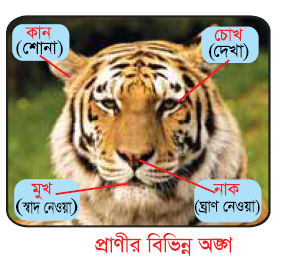 কান
(শোনা)
চোখ
(দেখা)
মুখ
(স্বাদ নেওয়া)
নাক
(ঘ্রাণ নেওয়া)
প্রাণীর বিভিন্ন অঙ্গ